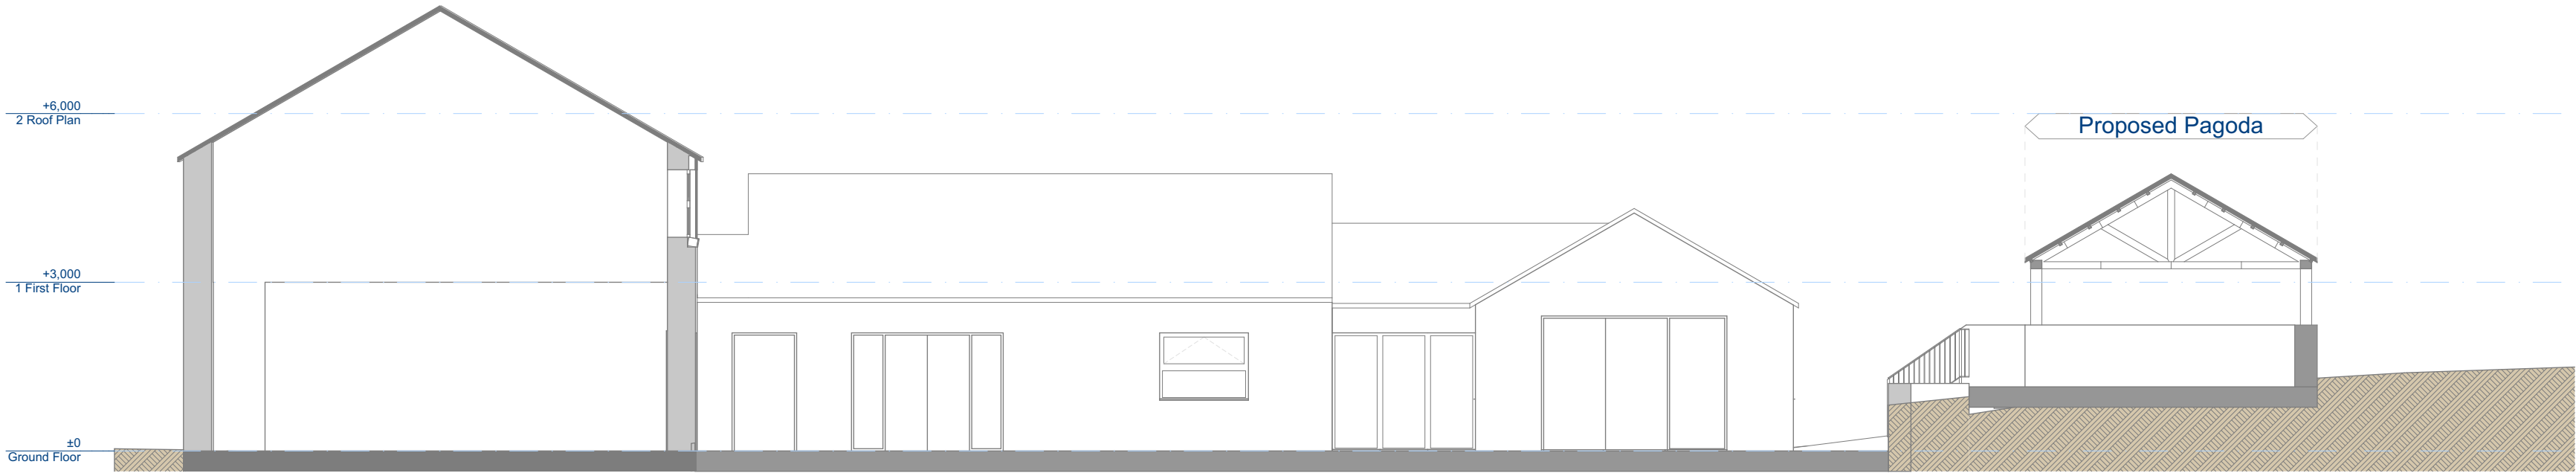 +6,000
2 Roof Plan
Proposed Pagoda
+3,000
1 First Floor
±0
Ground Floor